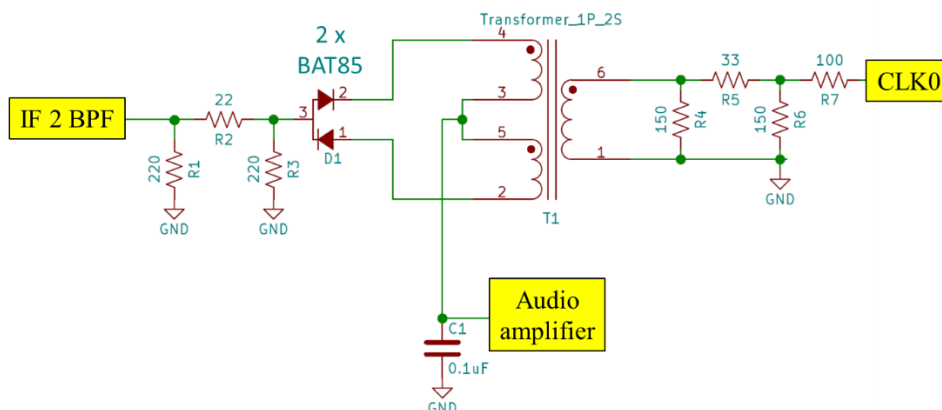 Transformer_1P_2S
2 x
BAT85
4
3
5
2
T1
6
1
33
R5
100
R7
CLK0
150
R4
150
R6
GND
IF 2 BPF
22
R2
220
R1
GND
220
R3
GND
3
2
1
D1
Audio
amplifier
C1
0.1uF
GND